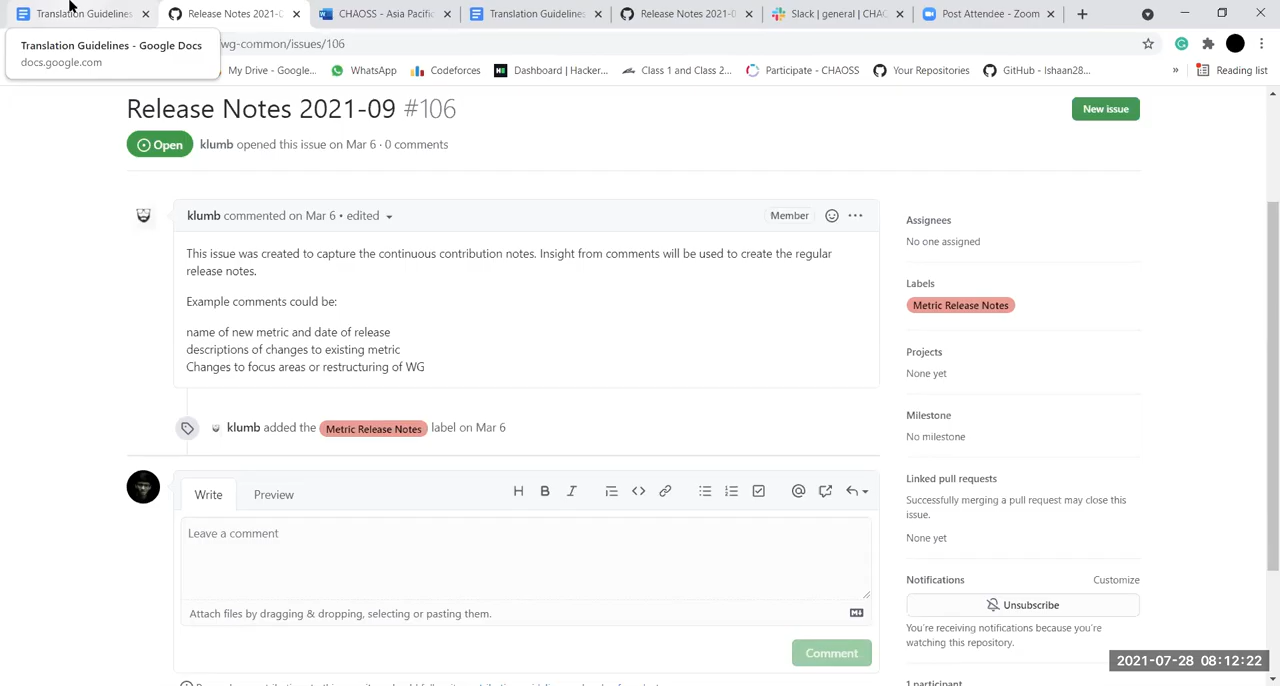 Translation Guidelines
Release Notes 2021-0
CHAOSS - Asia Pacific
Translation Guidelines
Release Notes 2021-0
Slack | general | CHAO
Post Attendee - Zoom
Translation Guidelines - Google Docs
docs.google.com
wg-common/issues/106
My Drive - Google...
WhatsApp
Codeforces
Dashboard | Hacker...
Class 1 and Class 2...
Participate - CHAOSS
Your Repositories
GitHub - Ishaan28...
»
Reading list
Release Notes 2021-09 #106
New issue
Open
klumb opened this issue on Mar 6 · 0 comments
klumb commented on Mar 6 • edited
Member
This issue was created to capture the continuous contribution notes. Insight from comments will be used to create the regular
release notes.
Example comments could be:
name of new metric and date of release
descriptions of changes to existing metric
Changes to focus areas or restructuring of WG
klumb added the Metric Release Notes label on Mar 6
Write
Preview
Leave a comment
Attach files by dragging & dropping, selecting or pasting them.
Comment
Assignees
No one assigned
Labels
Metric Release Notes
Projects
None yet
Milestone
No milestone
Linked pull requests
Successfully merging a pull request may close this
issue.
None yet
Notifications
Customize
Unsubscribe
You're receiving notifications because you're
watching this repository.
1 participant
2021-07-28 08:12:22